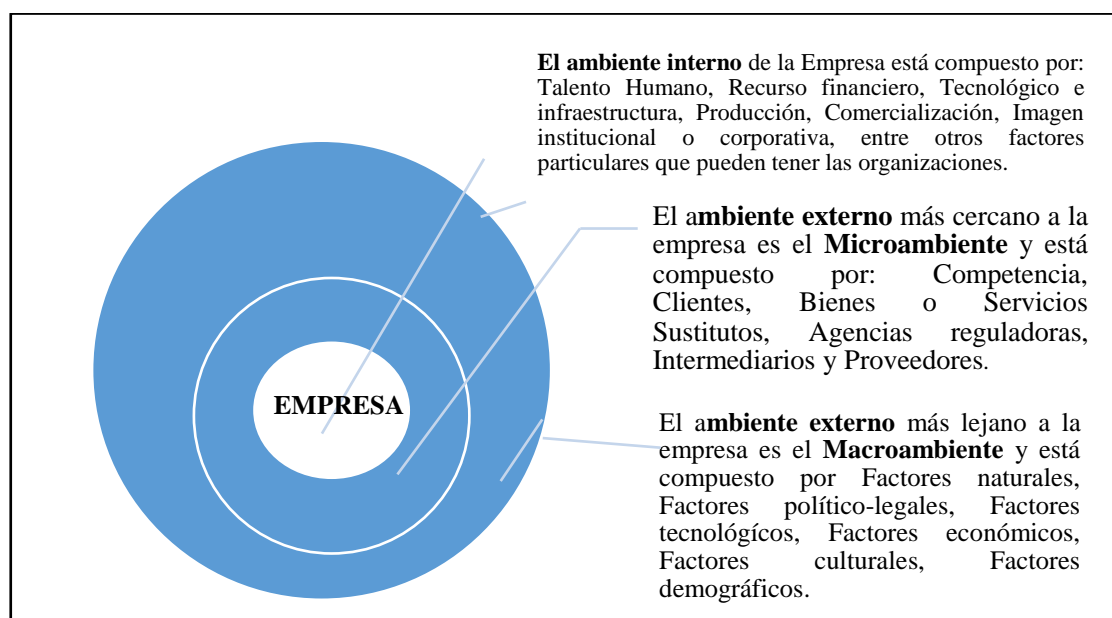 El ambiente interno de la Empresa está compuesto por:
Talento Humano, Recurso financiero, Tecnológico e
infraestructura, Producción, Comercialización, Imagen
institucional o corporativa, entre otros factores
particulares que pueden tener las organizaciones.
El ambiente externo más cercano a la
empresa es el Microambiente y está
compuesto por: Competencia,
Clientes, Bienes o Servicios
Sustitutos, Agencias reguladoras,
Intermediarios y Proveedores.
EMPRESA
El ambiente externo más lejano a la
empresa es el Macroambiente y está
compuesto por Factores naturales,
Factores político-legales, Factores
tecnológícos, Factores económicos,
Factores culturales, Factores
demográficos.